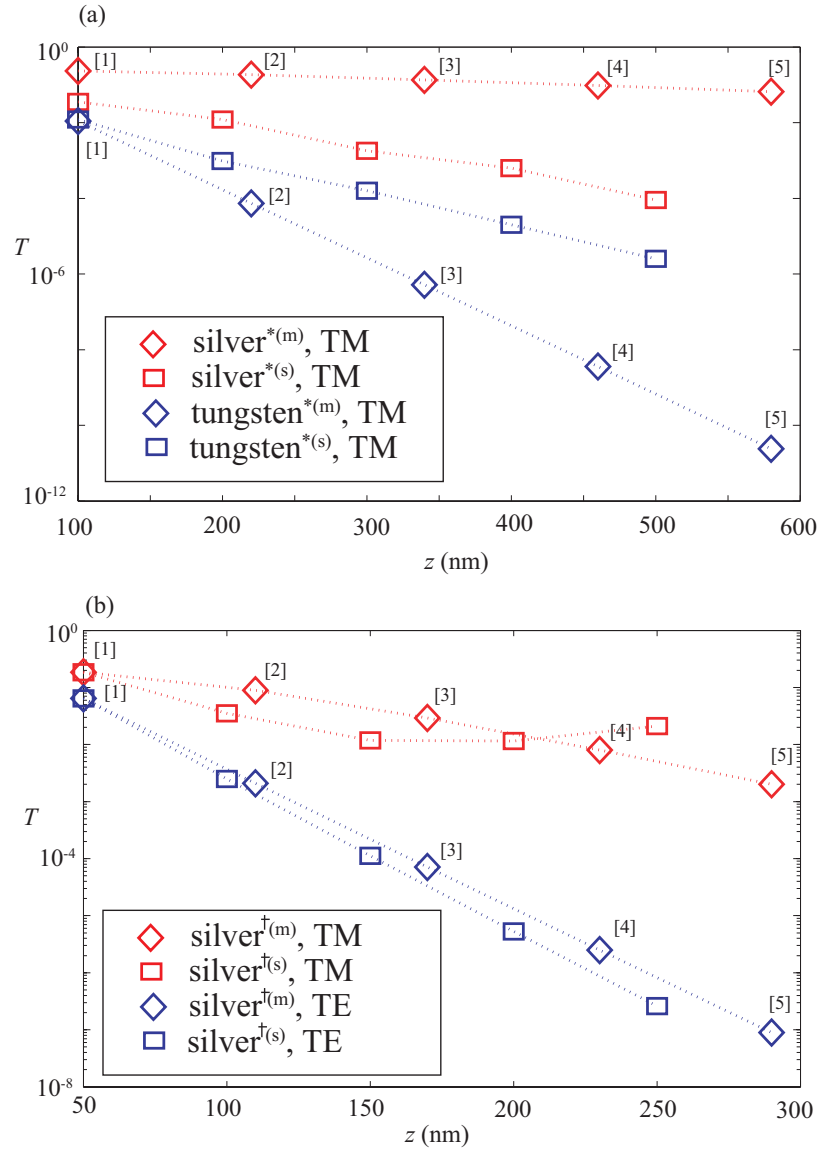 (a)
10^0
[1]
[2]
[3]
[4]
[5]
[1]
[2]
T
10^-6
[3]
silver*(m), TM
silver*(s), TM
tungsten*(m), TM
tungsten*(s), TM
[4]
[5]
10^-12
100 200 300 400 500 600
z (nm)
(b)
10^0
[1]
[2]
[1]
[3]
[4]
[2]
[5]
T
[3]
10^-4
silver†(m), TM
silver†(s), TM
silver†(m), TE
silver†(s), TE
[4]
[5]
10^-8
50 100 150 200 250 300
z (nm)